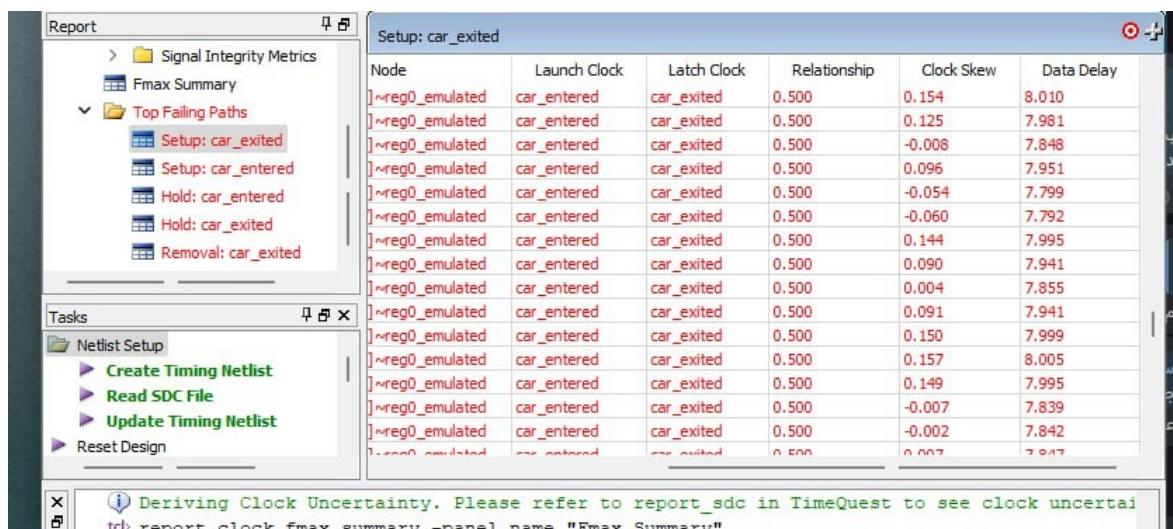 Report
Signal Integrity Metrics
Fmax Summary
Top Failing Paths
Setup: car_exited
Setup: car_entered
Hold: car_entered
Hold: car_exited
Removal: car_exited
Tasks
Netlist Setup
Create Timing Netlist
Read SDC File
Update Timing Netlist
Reset Design
Setup: car_exited
Node Launch Clock Latch Clock Relationship Clock Skew Data Delay
]~reg0_emulated car_entered car_exited 0.500 0.154 8.010
]~reg0_emulated car_entered car_exited 0.500 0.125 7.981
]~reg0_emulated car_entered car_exited 0.500 -0.008 7.848
]~reg0_emulated car_entered car_exited 0.500 0.096 7.951
]~reg0_emulated car_entered car_exited 0.500 -0.054 7.799
]~reg0_emulated car_entered car_exited 0.500 -0.060 7.792
]~reg0_emulated car_entered car_exited 0.500 0.144 7.995
]~reg0_emulated car_entered car_exited 0.500 0.090 7.941
]~reg0_emulated car_entered car_exited 0.500 0.004 7.855
]~reg0_emulated car_entered car_exited 0.500 0.091 7.941
]~reg0_emulated car_entered car_exited 0.500 0.150 7.999
]~reg0_emulated car_entered car_exited 0.500 0.157 8.005
]~reg0_emulated car_entered car_exited 0.500 0.149 7.995
]~reg0_emulated car_entered car_exited 0.500 -0.007 7.839
]~reg0_emulated car_entered car_exited 0.500 -0.002 7.842
Deriving Clock Uncertainty. Please refer to report_sdc in TimeQuest to see clock uncertai
tcl> report_clock_fmax_summary -panel_name "Fmax Summary"